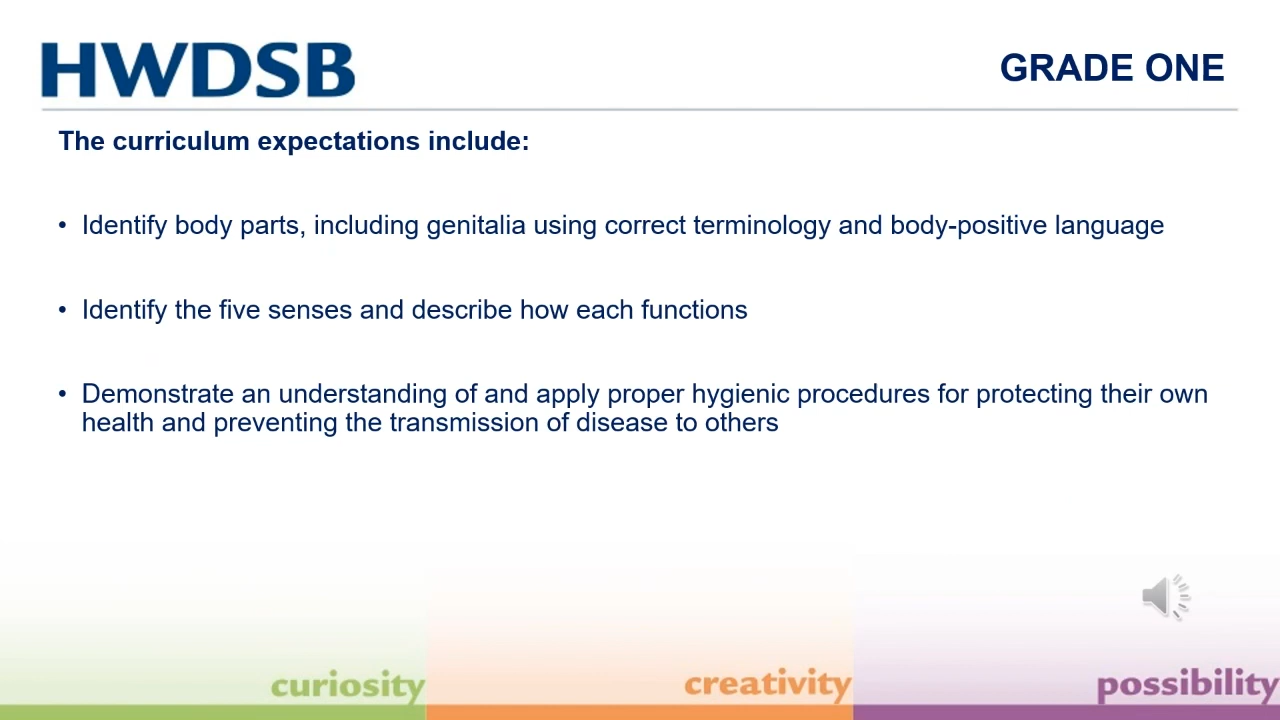 HWDSB
GRADE ONE
The curriculum expectations include:
• Identify body parts, including genitalia using correct terminology and body-positive language
• Identify the five senses and describe how each functions
• Demonstrate an understanding of and apply proper hygienic procedures for protecting their own
health and preventing the transmission of disease to others
curiosity
creativity
possibility